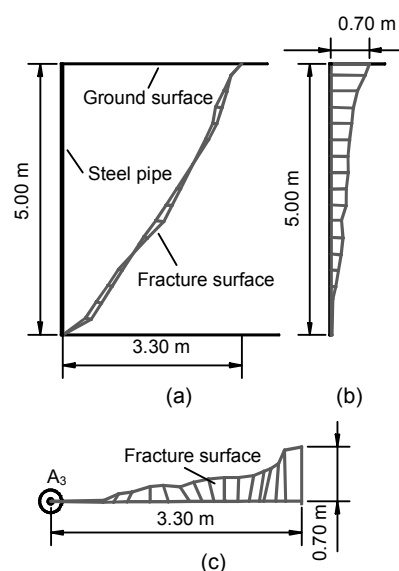 0.70 m
Ground surface
Steel pipe
5.00 m
5.00 m
Fracture surface
3.30 m
(a)
(b)
A3
Fracture surface
3.30 m
0.70 m
(c)